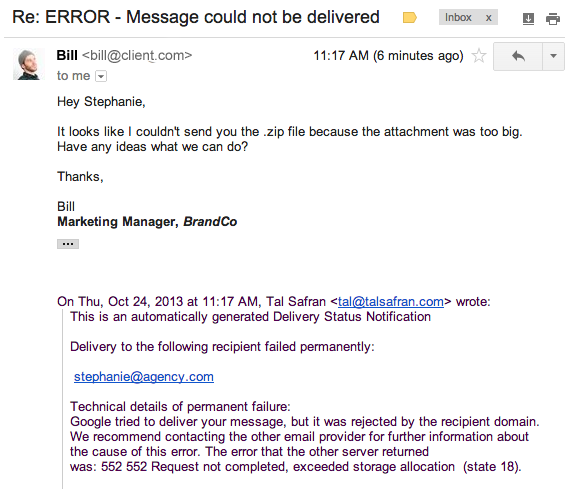 Re: ERROR - Message could not be delivered
Inbox x
Bill <bill@client.com>
11:17 AM (6 minutes ago)
to me
Hey Stephanie,
It looks like I couldn't send you the .zip file because the attachment was too big.
Have any ideas what we can do?
Thanks,
Bill
Marketing Manager, BrandCo
On Thu, Oct 24, 2013 at 11:17 AM, Tal Safran <tal@talsafran.com> wrote:
This is an automatically generated Delivery Status Notification
Delivery to the following recipient failed permanently:
stephanie@agency.com
Technical details of permanent failure:
Google tried to deliver your message, but it was rejected by the recipient domain.
We recommend contacting the other email provider for further information about
the cause of this error. The error that the other server returned
was: 552 552 Request not completed, exceeded storage allocation (state 18).